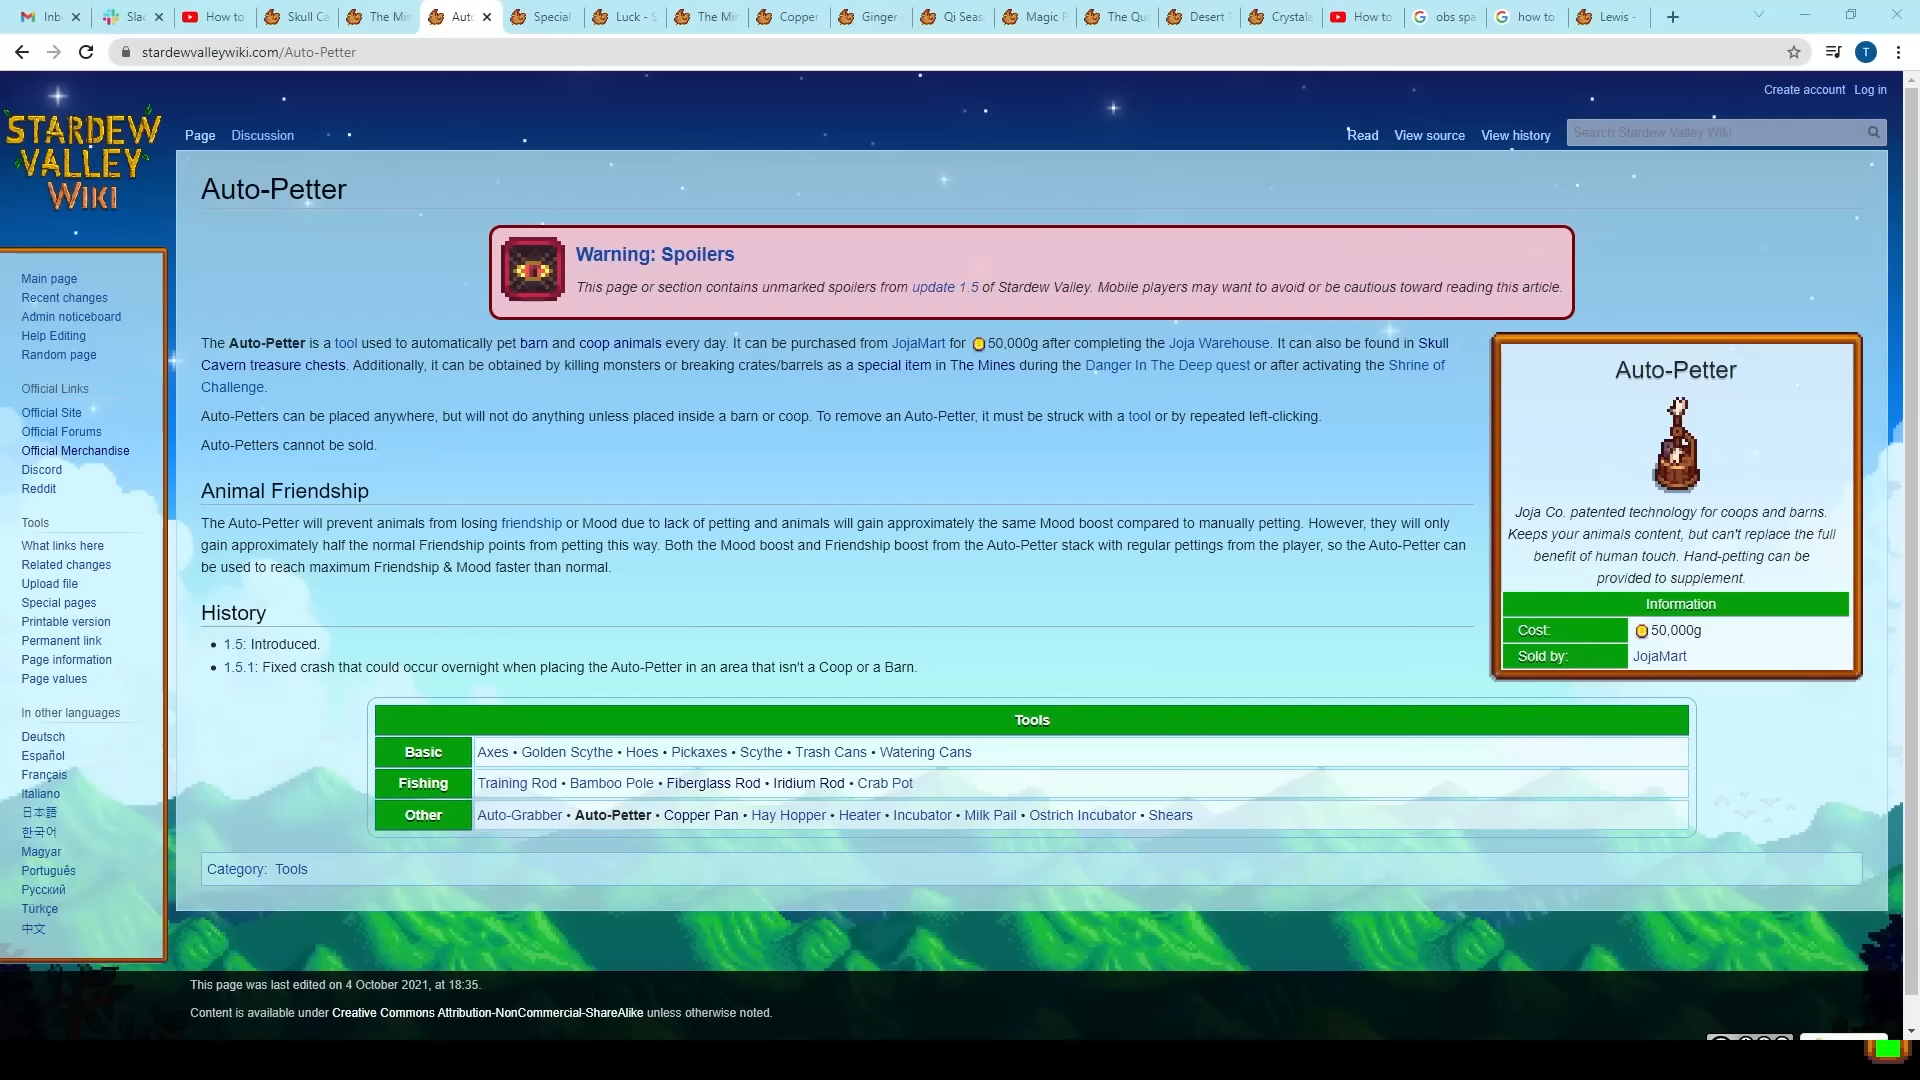 Inb
Slac
How to
Skull Ca
The Min
Auto
Special
Luck - S
The Min
Copper
Ginger
Qi Seas
Magic R
The Qu
Desert T
Crystala
How to
obs spa
how to
Lewis -
stardewvalleywiki.com/Auto-Petter
T
Create account Log in
STARDEW
VALLEY
WIKI
Page Discussion
Read View source View history Search Stardew Valley Wiki
Auto-Petter
Warning: Spoilers
This page or section contains unmarked spoilers from update 1.5 of Stardew Valley. Mobile players may want to avoid or be cautious toward reading this article.
Main page
Recent changes
Admin noticeboard
Help Editing
Random page
Official Links
Official Site
Official Forums
Official Merchandise
Discord
Reddit
Tools
What links here
Related changes
Upload file
Special pages
Printable version
Permanent link
Page information
Page values
In other languages
Deutsch
Español
Français
Italiano
日本語
한국어
Magyar
Português
Русский
Türkçe
中文
The Auto-Petter is a tool used to automatically pet barn and coop animals every day. It can be purchased from JojaMart for 50,000g after completing the Joja Warehouse. It can also be found in Skull
Cavern treasure chests. Additionally, it can be obtained by killing monsters or breaking crates/barrels as a special item in The Mines during the Danger In The Deep quest or after activating the Shrine of
Challenge.
Auto-Petters can be placed anywhere, but will not do anything unless placed inside a barn or coop. To remove an Auto-Petter, it must be struck with a tool or by repeated left-clicking.
Auto-Petters cannot be sold.
Animal Friendship
The Auto-Petter will prevent animals from losing friendship or Mood due to lack of petting and animals will gain approximately the same Mood boost compared to manually petting. However, they will only
gain approximately half the normal Friendship points from petting this way. Both the Mood boost and Friendship boost from the Auto-Petter stack with regular pettings from the player, so the Auto-Petter can
be used to reach maximum Friendship & Mood faster than normal.
History
• 1.5: Introduced.
• 1.5.1: Fixed crash that could occur overnight when placing the Auto-Petter in an area that isn't a Coop or a Barn.
Auto-Petter
Joja Co. patented technology for coops and barns.
Keeps your animals content, but can't replace the full
benefit of human touch. Hand-petting can be
provided to supplement.
Information
Cost: 50,000g
Sold by: JojaMart
Tools
Basic Axes • Golden Scythe • Hoes • Pickaxes • Scythe • Trash Cans • Watering Cans
Fishing Training Rod • Bamboo Pole • Fiberglass Rod • Iridium Rod • Crab Pot
Other Auto-Grabber • Auto-Petter • Copper Pan • Hay Hopper • Heater • Incubator • Milk Pail • Ostrich Incubator • Shears
Category: Tools
This page was last edited on 4 October 2021, at 18:35.
Content is available under Creative Commons Attribution-NonCommercial-ShareAlike unless otherwise noted.